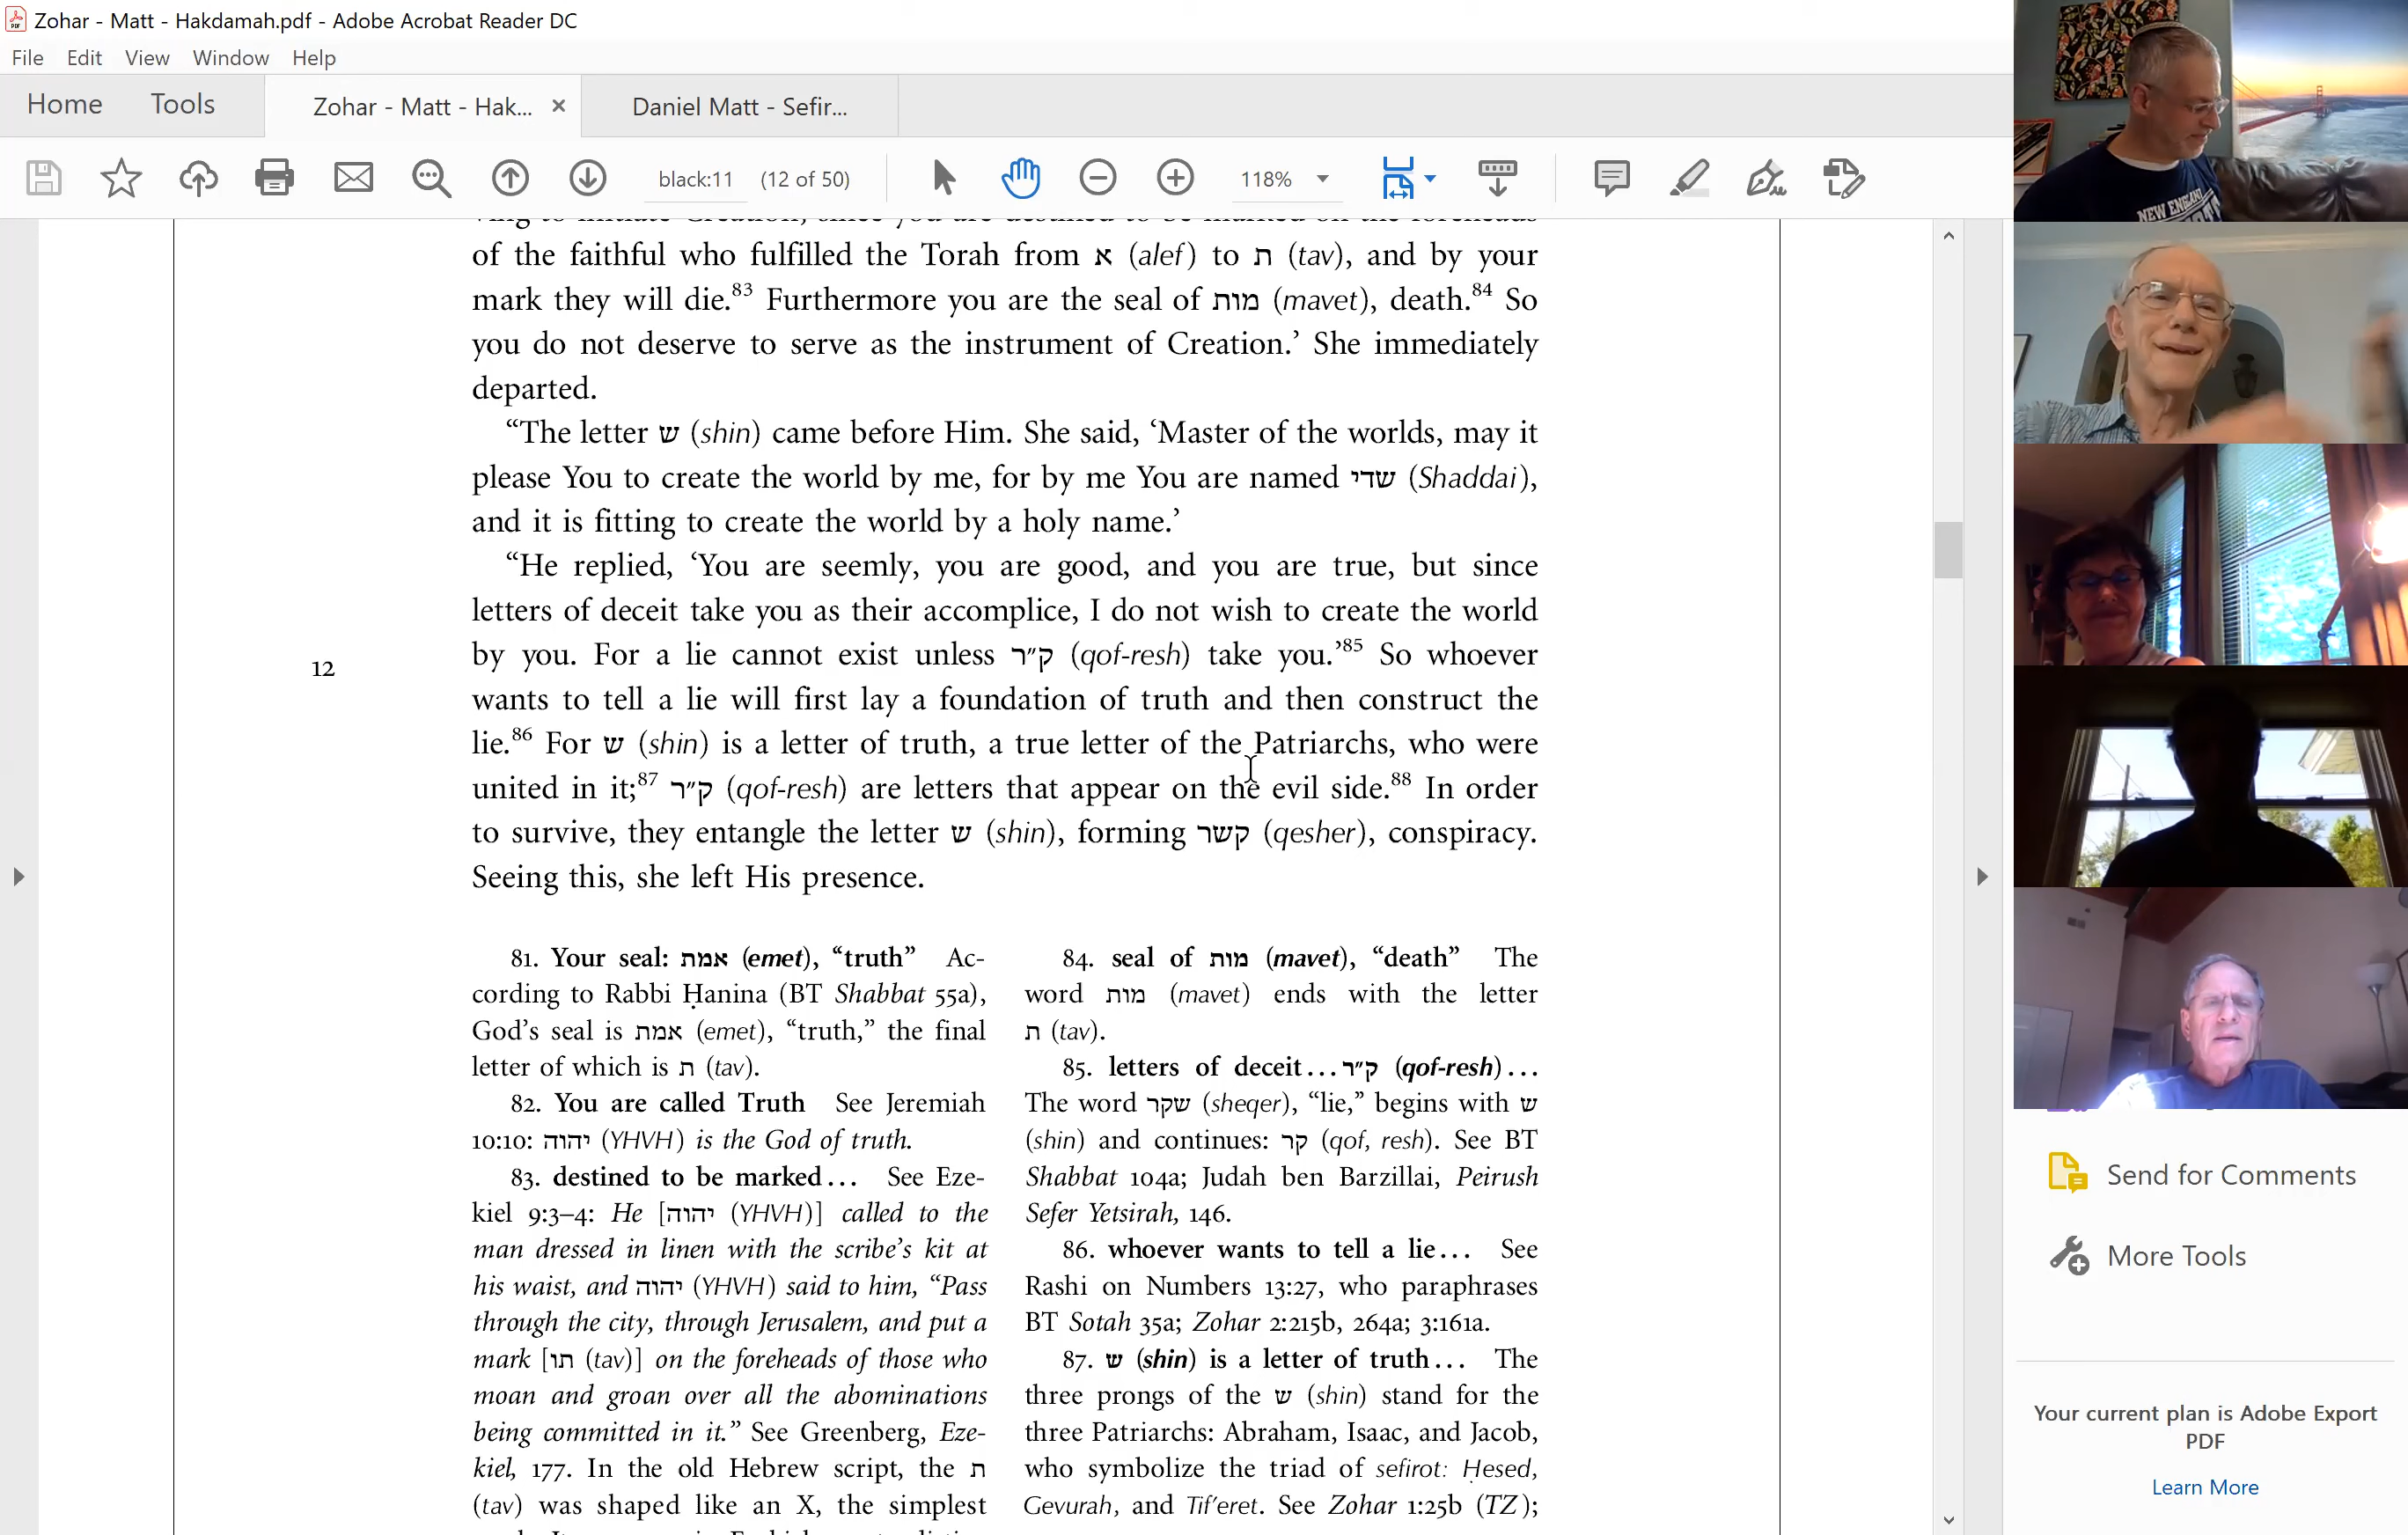 Zohar - Matt - Hakdamah.pdf - Adobe Acrobat Reader DC
File Edit View Window Help
Home Tools Zohar - Matt - Hak... × Daniel Matt - Sefir...
black:11 (12 of 50) 118%
ving to initiate Creation, since you are destined to be marked on the foreheads
of the faithful who fulfilled the Torah from א (alef) to ת (tav), and by your
mark they will die.83 Furthermore you are the seal of מות (mavet), death.84 So
you do not deserve to serve as the instrument of Creation.’ She immediately
departed.
“The letter ש (shin) came before Him. She said, ‘Master of the worlds, may it
please You to create the world by me, for by me You are named שדי (Shaddai),
and it is fitting to create the world by a holy name.’
“He replied, ‘You are seemly, you are good, and you are true, but since
letters of deceit take you as their accomplice, I do not wish to create the world
by you. For a lie cannot exist unless ק״ר (qof-resh) take you.’85 So whoever
wants to tell a lie will first lay a foundation of truth and then construct the
lie.86 For ש (shin) is a letter of truth, a true letter of the Patriarchs, who were
united in it;87 ק״ר (qof-resh) are letters that appear on the evil side.88 In order
to survive, they entangle the letter ש (shin), forming קשר (qesher), conspiracy.
Seeing this, she left His presence.
12
81. Your seal: אמת (emet), “truth” Ac-
cording to Rabbi Ḥanina (BT Shabbat 55a),
God’s seal is אמת (emet), “truth,” the final
letter of which is ת (tav).
82. You are called Truth See Jeremiah
10:10: יהוה (YHVH) is the God of truth.
83. destined to be marked... See Eze-
kiel 9:3–4: He [יהוה (YHVH)] called to the
man dressed in linen with the scribe’s kit at
his waist, and יהוה (YHVH) said to him, “Pass
through the city, through Jerusalem, and put a
mark [תו (tav)] on the foreheads of those who
moan and groan over all the abominations
being committed in it.” See Greenberg, Eze-
kiel, 177. In the old Hebrew script, the ת
(tav) was shaped like an X, the simplest
84. seal of מות (mavet), “death” The
word מות (mavet) ends with the letter
ת (tav).
85. letters of deceit...ק״ר (qof-resh)...
The word שקר (sheqer), “lie,” begins with ש
(shin) and continues: קר (qof, resh). See BT
Shabbat 104a; Judah ben Barzillai, Peirush
Sefer Yetsirah, 146.
86. whoever wants to tell a lie... See
Rashi on Numbers 13:27, who paraphrases
BT Sotah 35a; Zohar 2:215b, 264a; 3:161a.
87. ש (shin) is a letter of truth... The
three prongs of the ש (shin) stand for the
three Patriarchs: Abraham, Isaac, and Jacob,
who symbolize the triad of sefirot: Ḥesed,
Gevurah, and Tif’eret. See Zohar 1:25b (TZ);
NEW ENGLAND
Send for Comments
More Tools
Your current plan is Adobe Export
PDF
Learn More